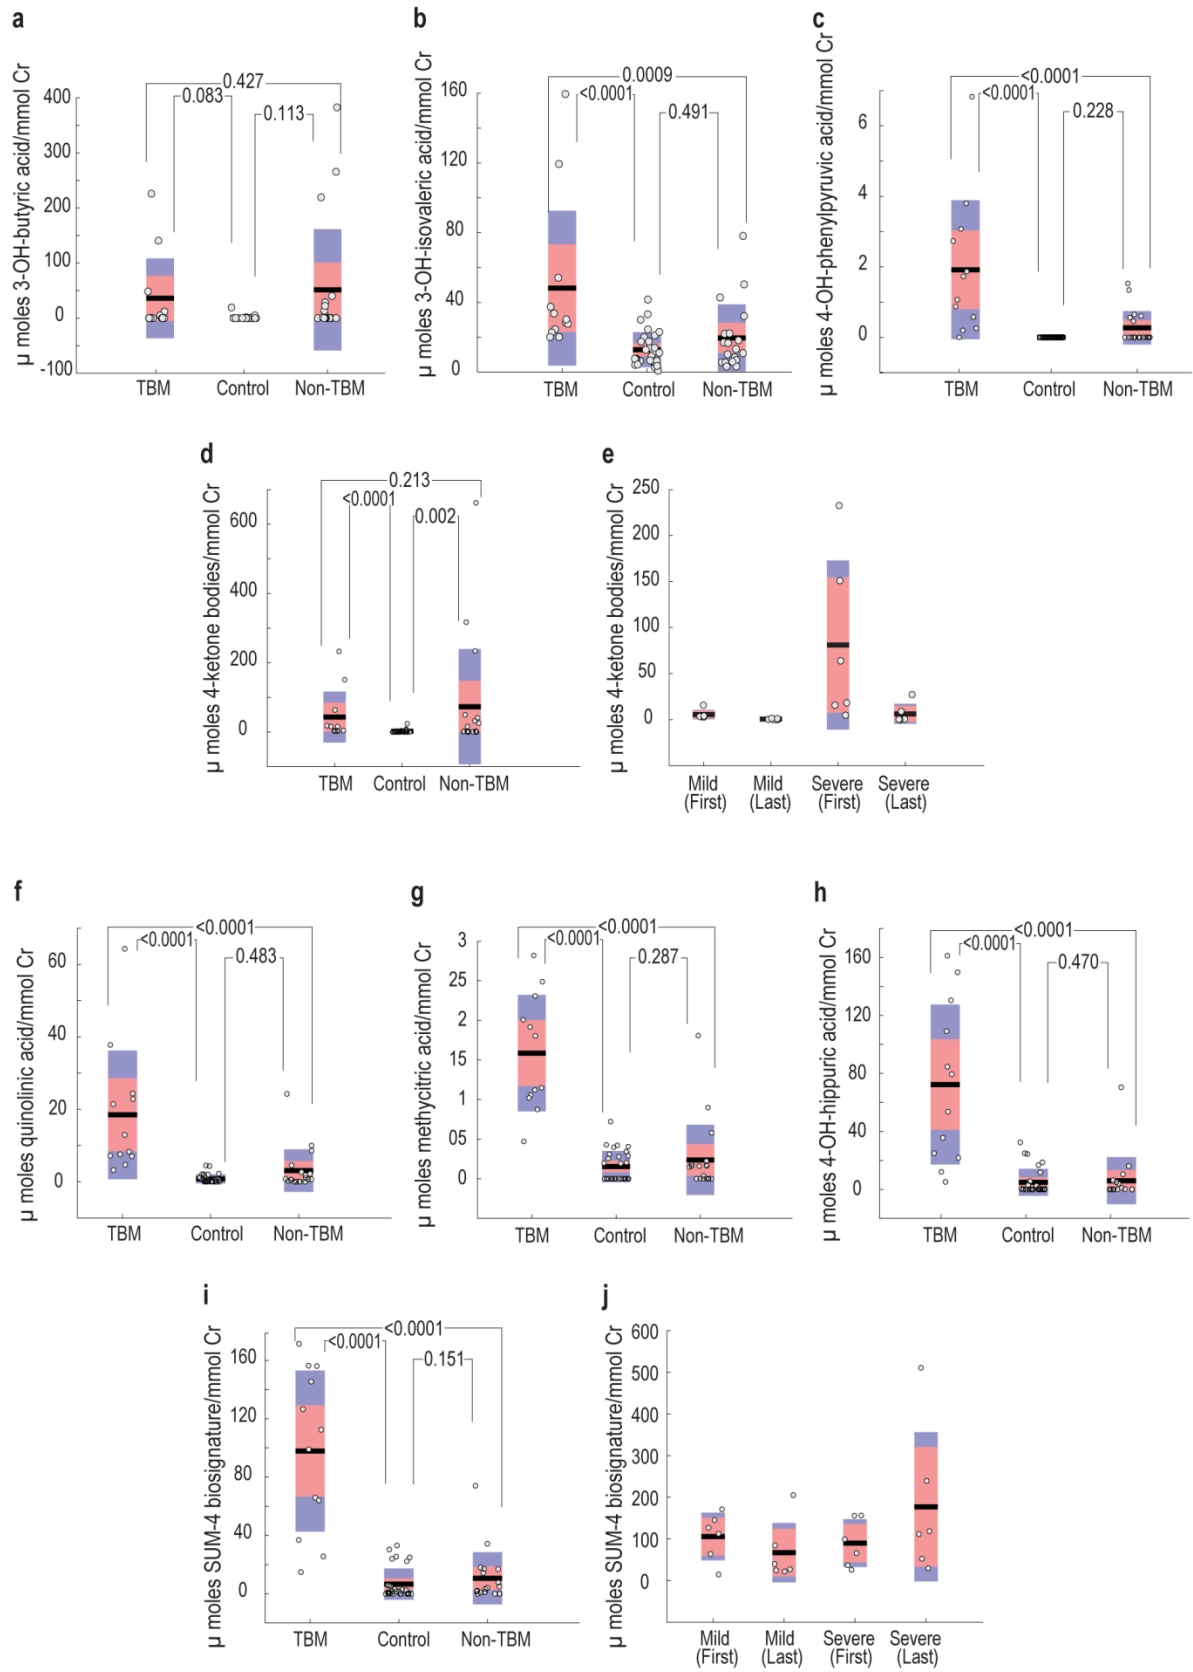 a
μ moles 3-OH-butyric acid/mmol Cr
400
300
200
100
0
-100
0.427
0.083
0.113
TBM Control Non-TBM
b
μ moles 3-OH-isovaleric acid/mmol Cr
160
120
80
40
0
0.0009
<0.0001
0.491
TBM Control Non-TBM
c
μ moles 4-OH-phenylpyruvic acid/mmol Cr
6
4
2
0
<0.0001
<0.0001
0.228
TBM Control Non-TBM
d
μ moles 4-ketone bodies/mmol Cr
600
400
200
0
0.213
<0.0001
0.002
TBM Control Non-TBM
e
μ moles 4-ketone bodies/mmol Cr
250
200
150
100
50
0
Mild Mild Severe Severe
(First) (Last) (First) (Last)
f
μ moles quinolinic acid/mmol Cr
60
40
20
0
<0.0001
<0.0001
0.483
TBM Control Non-TBM
g
μ moles methycitric acid/mmol Cr
3
2
2
1
1
05
0
<0.0001
<0.0001
0.287
TBM Control Non-TBM
h
μ moles 4-OH-hippuric acid/mmol Cr
160
120
80
40
0
<0.0001
<0.0001
0.470
TBM Control Non-TBM
i
μ moles SUM-4 biosignature/mmol Cr
160
120
80
40
0
<0.0001
<0.0001
0.151
TBM Control Non-TBM
j
μ moles SUM-4 biosignature/mmol Cr
600
500
400
300
200
100
0
Mild Mild Severe Severe
(First) (Last) (First) (Last)